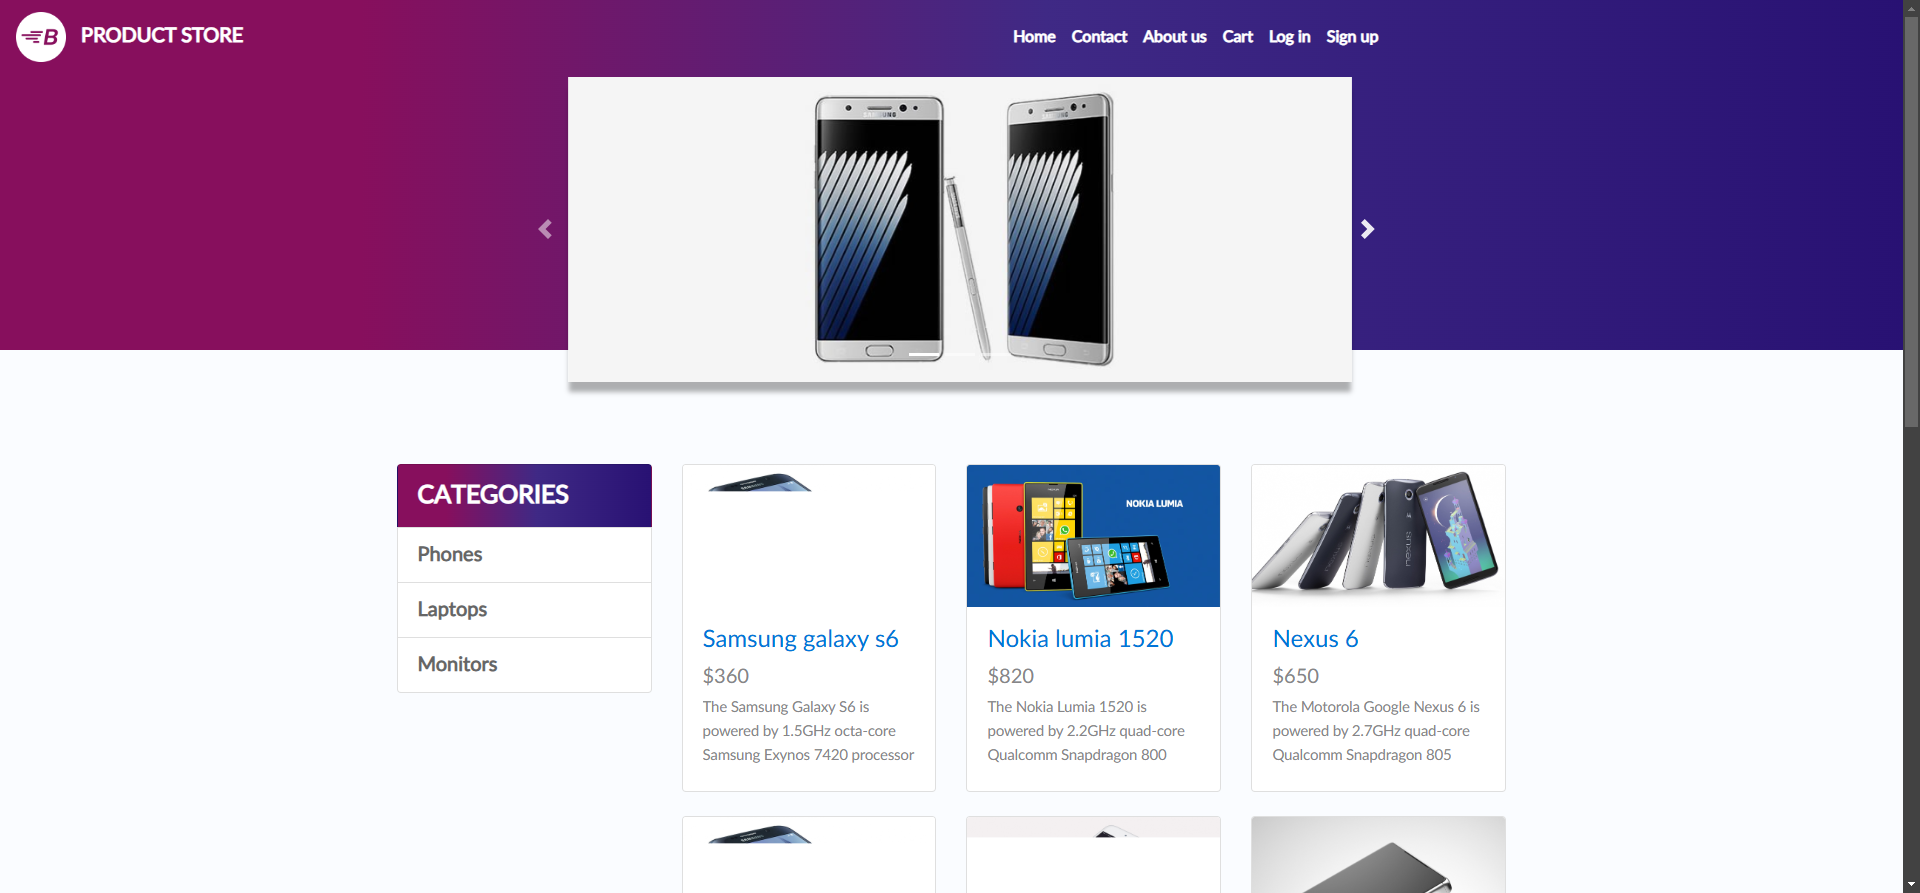 B PRODUCT STORE
Home Contact About us Cart Log in Sign up
SAMSUNG
SAMSUNG
CATEGORIES
Phones
Laptops
Monitors
Samsung galaxy s6
$360
The Samsung Galaxy S6 is
powered by 1.5GHz octa-core
Samsung Exynos 7420 processor
NOKIA LUMIA
Nokia lumia 1520
$820
The Nokia Lumia 1520 is
powered by 2.2GHz quad-core
Qualcomm Snapdragon 800
nexus
Nexus 6
$650
The Motorola Google Nexus 6 is
powered by 2.7GHz quad-core
Qualcomm Snapdragon 805